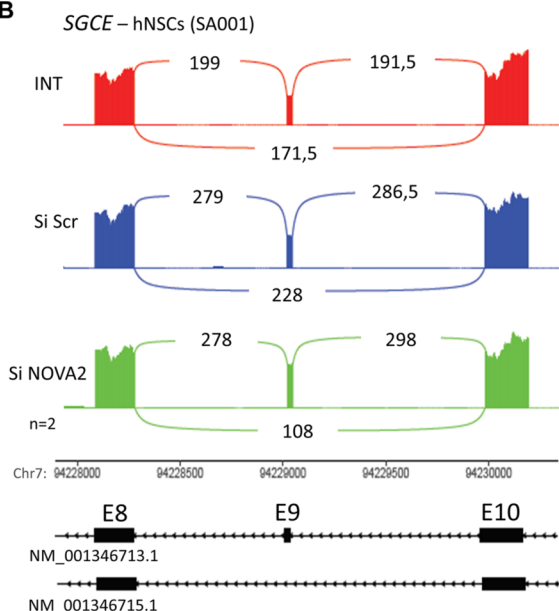 B
SGCE – hNSCs (SA001)
199
191,5
INT
171,5
279
286,5
Si Scr
228
278
298
Si NOVA2
n=2
108
Chr7: 94228000 94228500 94229000 94229500 94230000
E8 E9 E10
NM_001346713.1
NM_001346715.1